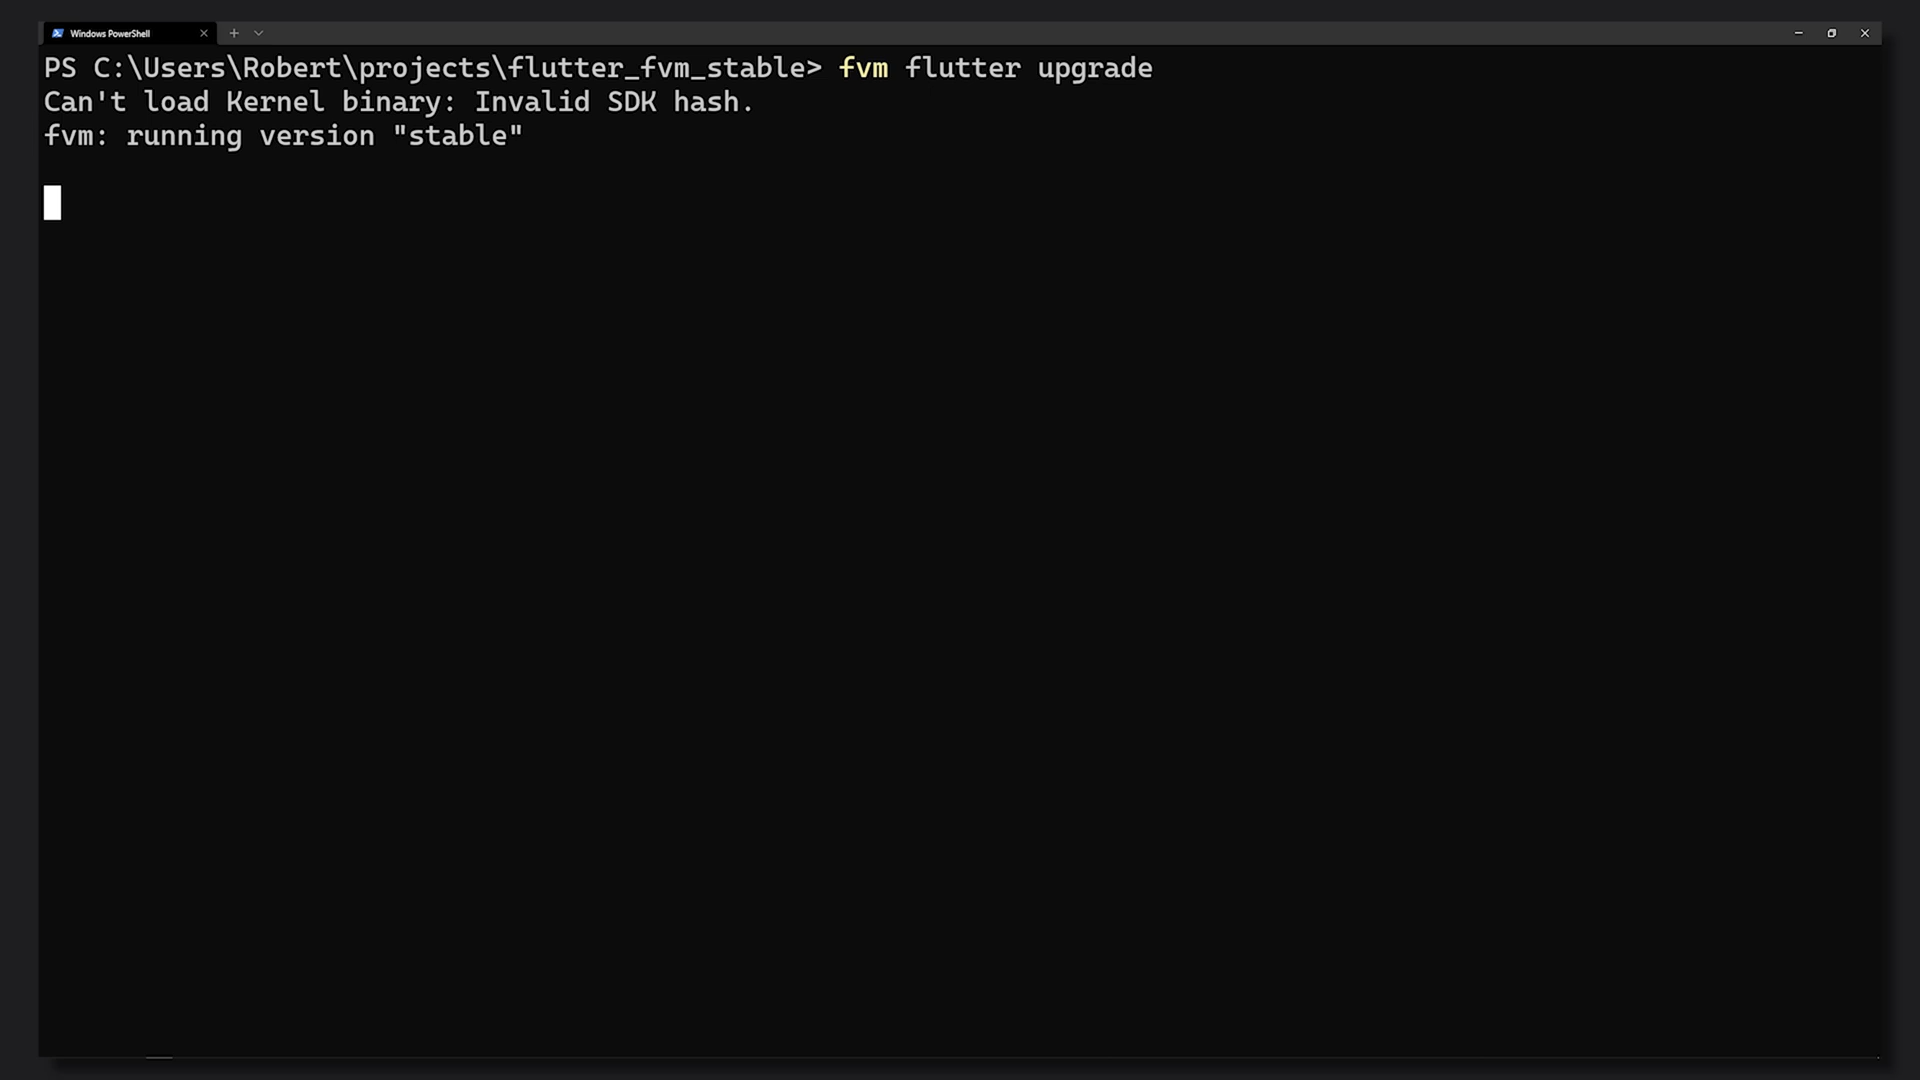 Windows PowerShell
PS C:\Users\Robert\projects\flutter_fvm_stable> fvm flutter upgrade
Can't load Kernel binary: Invalid SDK hash.
fvm: running version "stable"